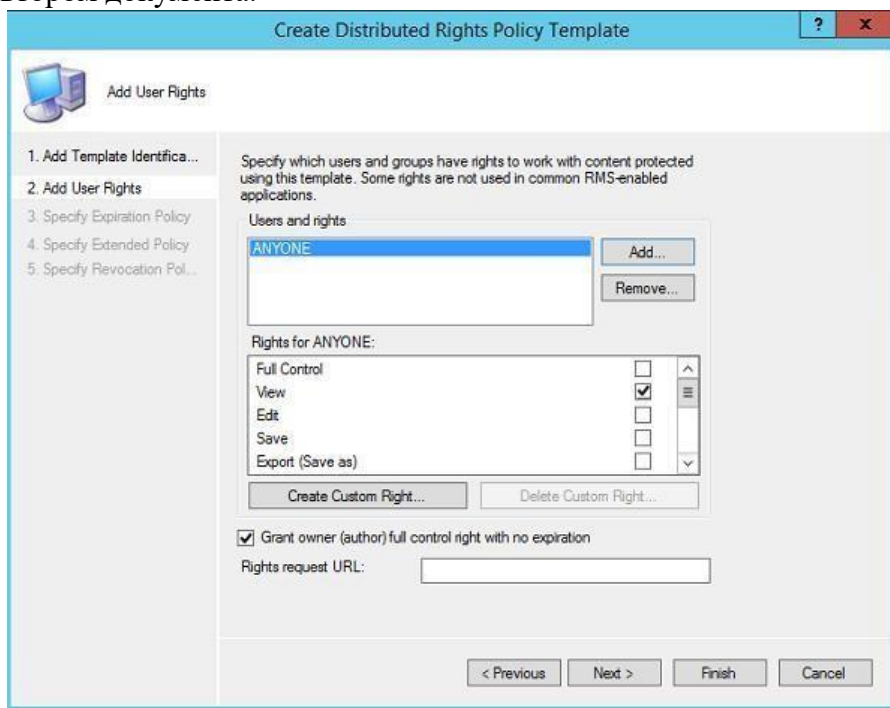 Create Distributed Rights Policy Template
? x
Add User Rights
1. Add Template Identifica...
2. Add User Rights
3. Specify Expiration Policy
4. Specify Extended Policy
5. Specify Revocation Pol...
Specify which users and groups have rights to work with content protected
using this template. Some rights are not used in common RMS-enabled
applications.
Users and rights
ANYONE
Add...
Remove...
Rights for ANYONE:
Full Control
View
Edit
Save
Export (Save as)
Create Custom Right...
Delete Custom Right...
Grant owner (author) full control right with no expiration
Rights request URL:
< Previous
Next >
Finish
Cancel